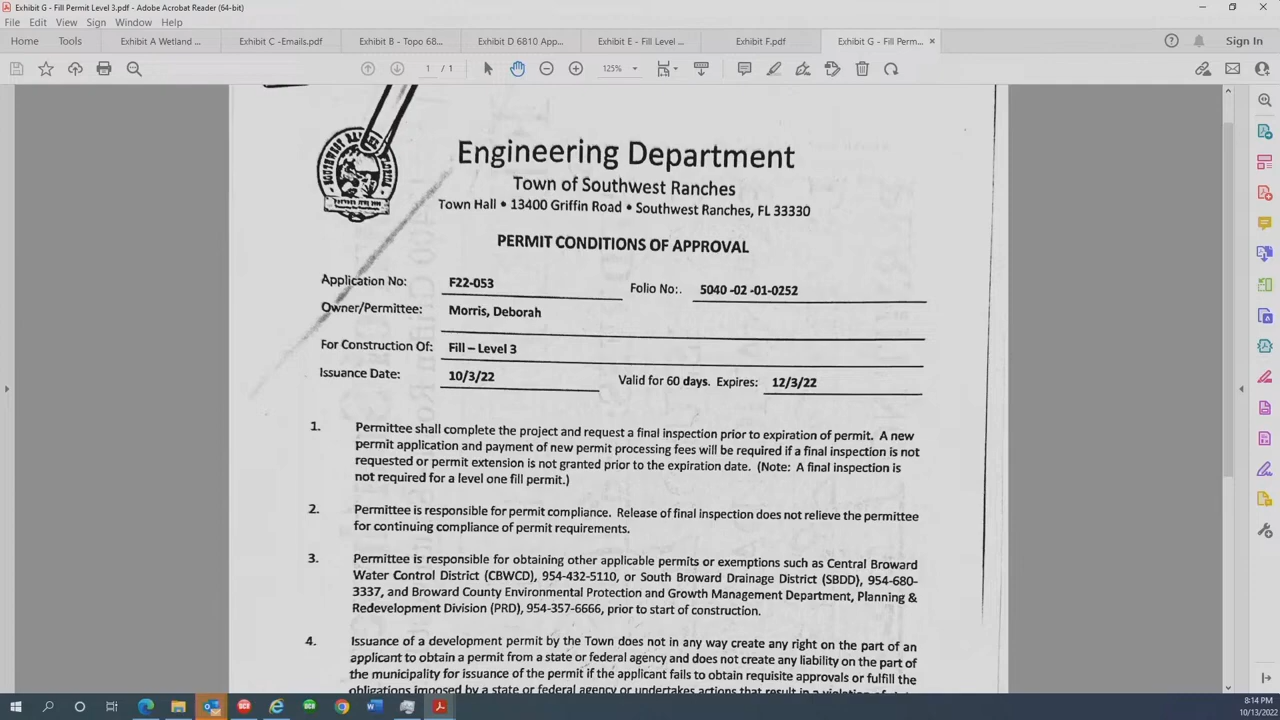 Exhibit G - Fill Permit Level 3.pdf - Adobe Acrobat Reader (64-bit)
File Edit View Sign Window Help
Home Tools Exhibit A Wetland ... Exhibit C -Emails.pdf Exhibit B - Topo 68... Exhibit D 6810 App... Exhibit E - Fill Level ... Exhibit F.pdf Exhibit G - Fill Perm... × Sign In
1 / 1 125%
Engineering Department
Town of Southwest Ranches
Town Hall • 13400 Griffin Road • Southwest Ranches, FL 33330
PERMIT CONDITIONS OF APPROVAL
Application No: F22-053 Folio No:. 5040 -02 -01-0252
Owner/Permittee: Morris, Deborah
For Construction Of: Fill – Level 3
Issuance Date: 10/3/22 Valid for 60 days. Expires: 12/3/22
1. Permittee shall complete the project and request a final inspection prior to expiration of permit. A new
permit application and payment of new permit processing fees will be required if a final inspection is not
requested or permit extension is not granted prior to the expiration date. (Note: A final inspection is
not required for a level one fill permit.)
2. Permittee is responsible for permit compliance. Release of final inspection does not relieve the permittee
for continuing compliance of permit requirements.
3. Permittee is responsible for obtaining other applicable permits or exemptions such as Central Broward
Water Control District (CBWCD), 954-432-5110, or South Broward Drainage District (SBDD), 954-680-
3337, and Broward County Environmental Protection and Growth Management Department, Planning &
Redevelopment Division (PRD), 954-357-6666, prior to start of construction.
4. Issuance of a development permit by the Town does not in any way create any right on the part of an
applicant to obtain a permit from a state or federal agency and does not create any liability on the part of
the municipality for issuance of the permit if the applicant fails to obtain requisite approvals or fulfill the
obligations imposed by a state or federal agency or undertakes actions that result in a violation of
8:14 PM
10/13/2022